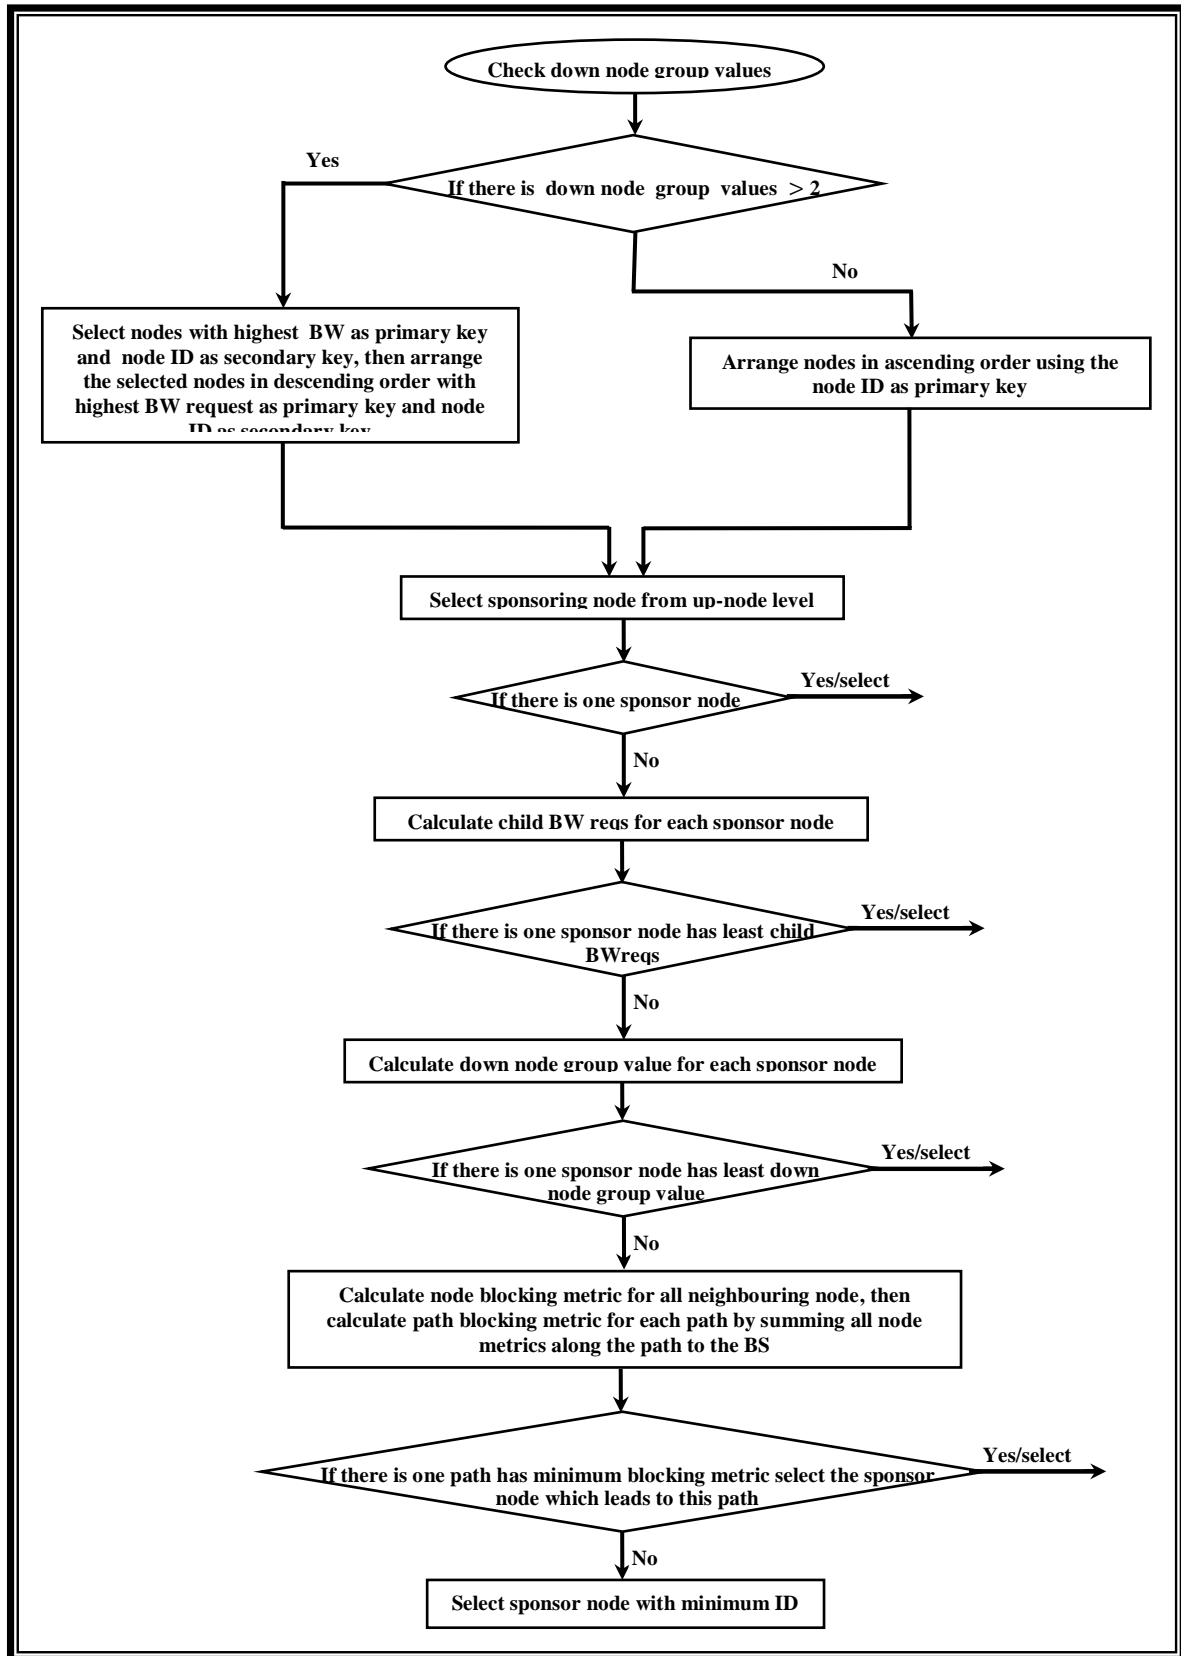 Check down node group values
Yes
If there is down node group values > 2
No
Select nodes with highest BW as primary key
and node ID as secondary key, then arrange
the selected nodes in descending order with
highest BW request as primary key and node
ID as secondary key
Arrange nodes in ascending order using the
node ID as primary key
Select sponsoring node from up-node level
If there is one sponsor node
Yes/select
No
Calculate child BW reqs for each sponsor node
If there is one sponsor node has least child
BWreqs
Yes/select
No
Calculate down node group value for each sponsor node
If there is one sponsor node has least down
node group value
Yes/select
No
Calculate node blocking metric for all neighbouring node, then
calculate path blocking metric for each path by summing all node
metrics along the path to the BS
If there is one path has minimum blocking metric select the sponsor
node which leads to this path
Yes/select
No
Select sponsor node with minimum ID